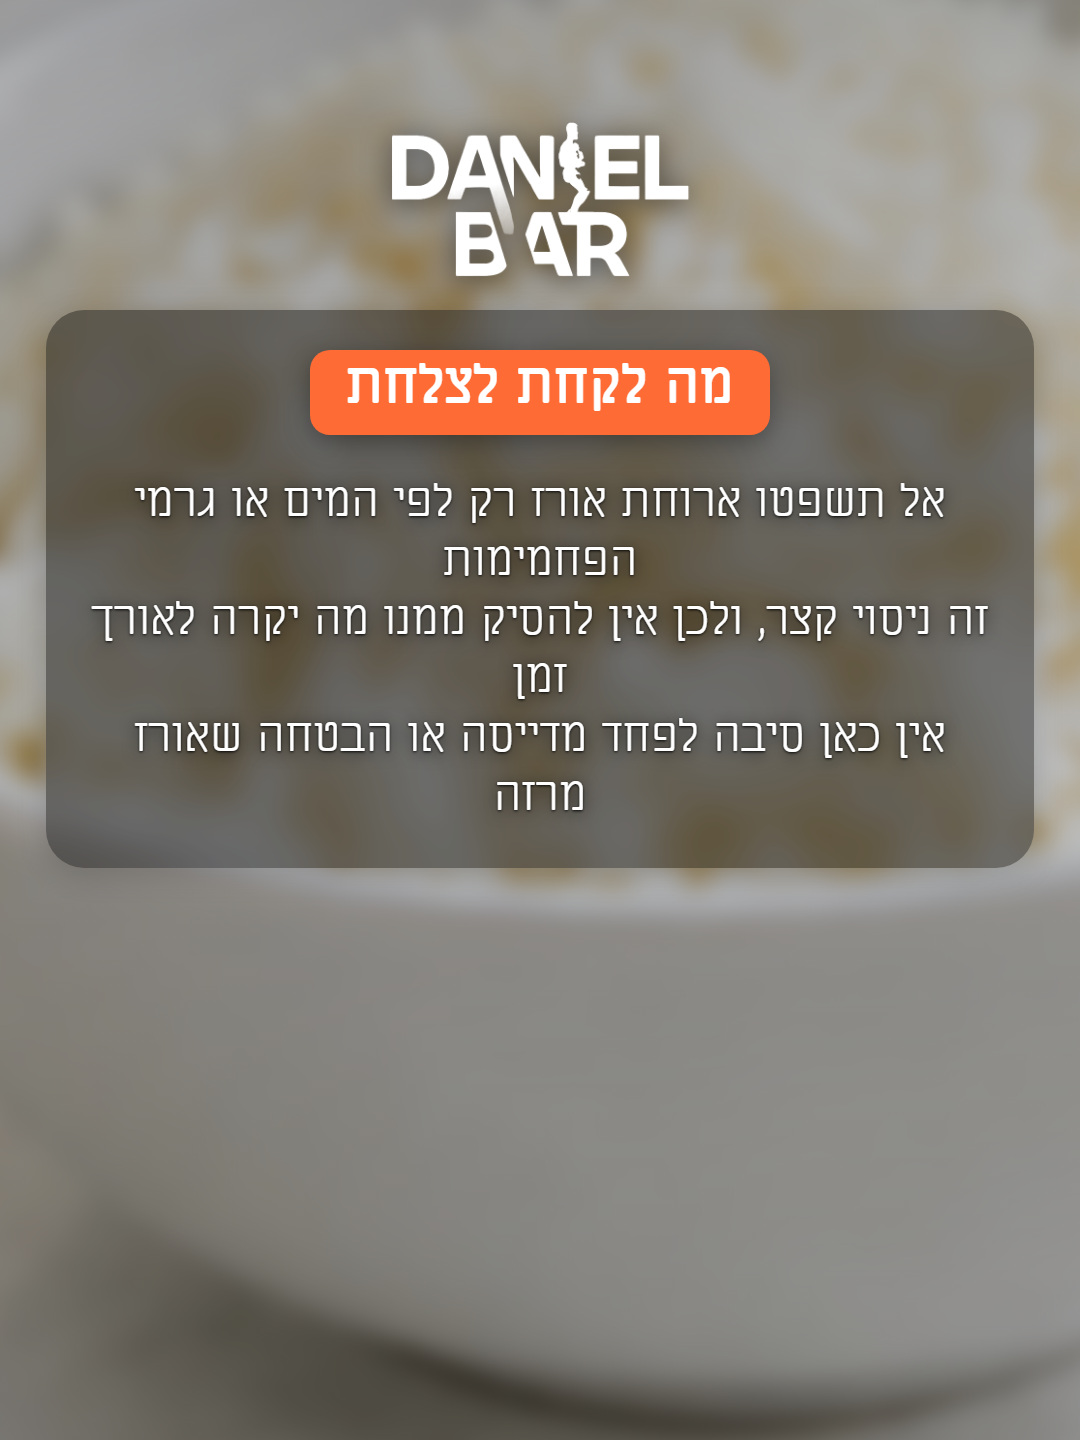 DANIEL
BAR
מה לקחת לצלחת
אל תשפטו ארוחת אורז רק לפי המים או גרמי
הפחמימות
זה ניסוי קצר, ולכן אין להסיק ממנו מה יקרה לאורך
זמן
אין כאן סיבה לפחד מדייסה או הבטחה שאורז
מרזה